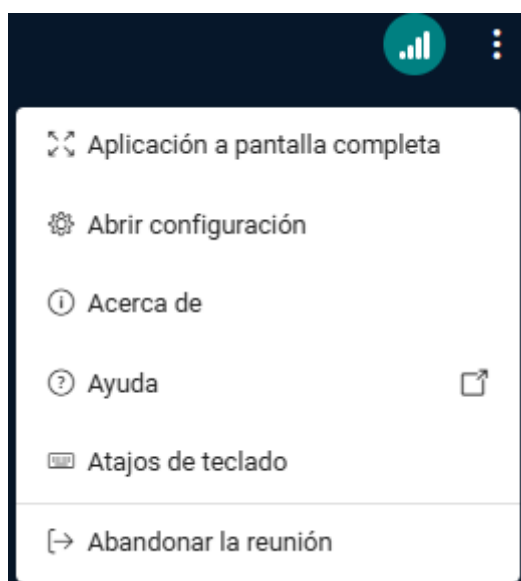 Aplicación a pantalla completa
Abrir configuración
Acerca de
Ayuda
Atajos de teclado
Abandonar la reunión